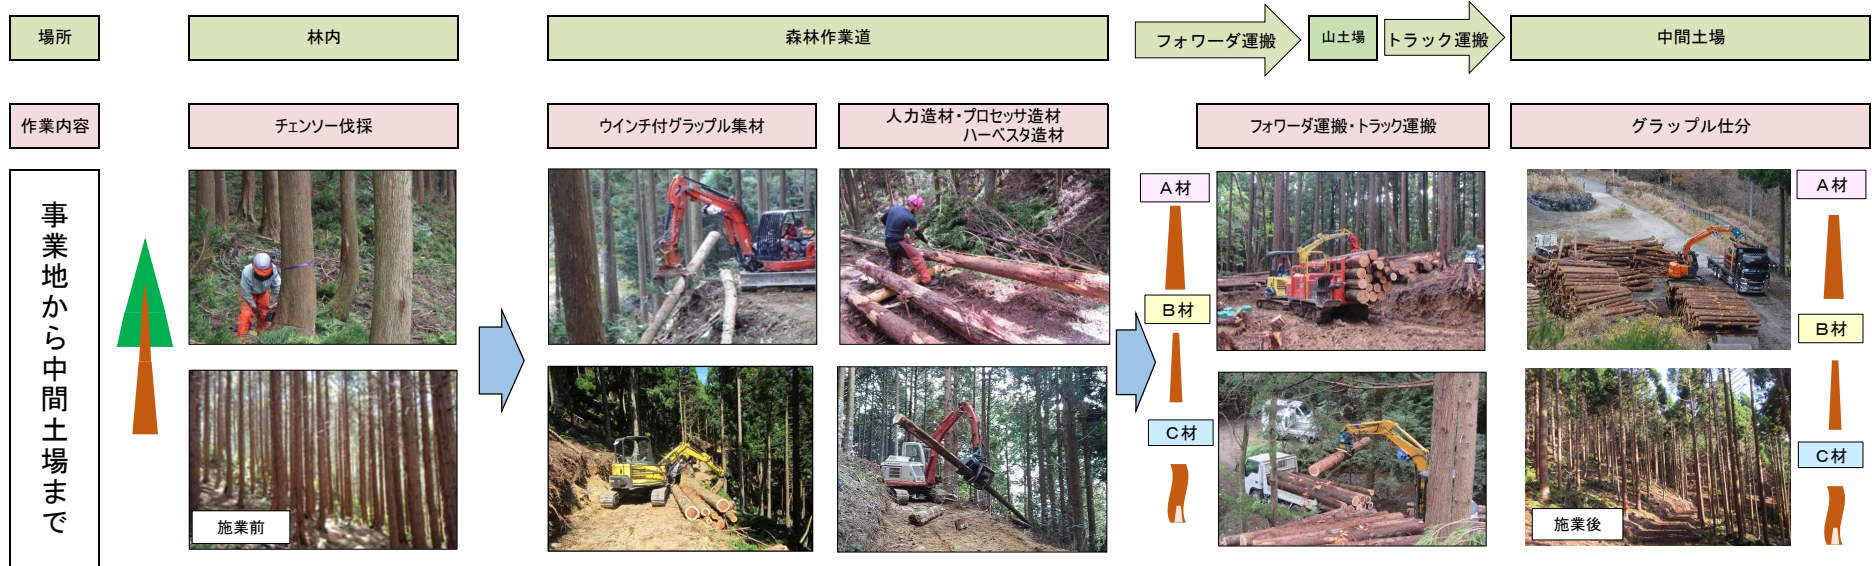 場所
林内
森林作業道
フォワーダ運搬
山土場
トラック運搬
中間土場
作業内容
チェンソー伐採
ウインチ付グラップル集材
人力造材・プロセッサ造材
ハーベスタ造材
フォワーダ運搬・トラック運搬
グラップル仕分
事業地から中間土場まで
施業前
A材
B材
C材
施業後
A材
B材
C材